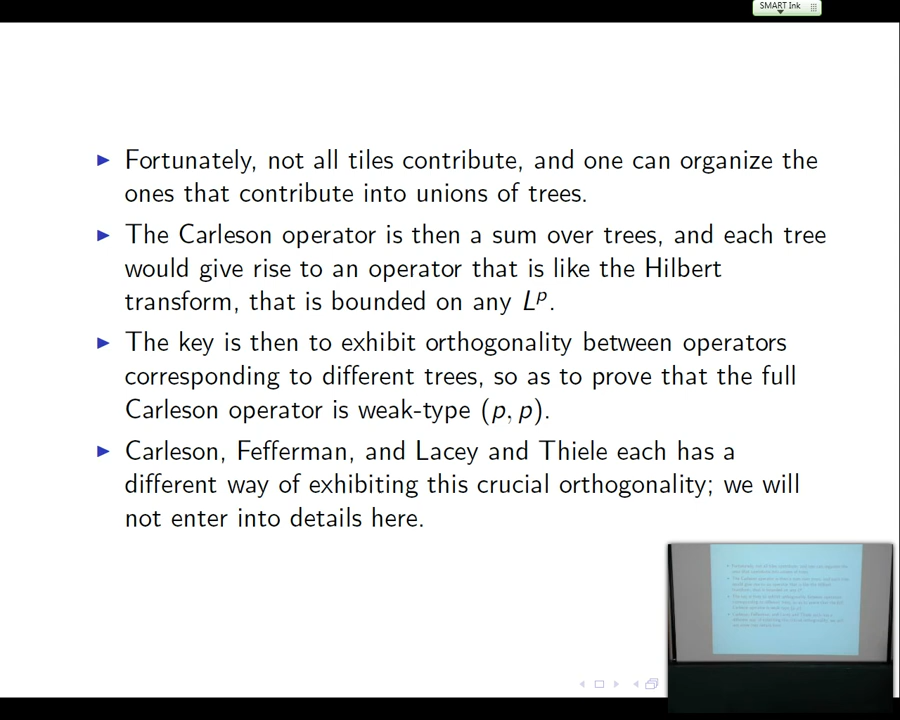 SMART Ink
Fortunately, not all tiles contribute, and one can organize the
ones that contribute into unions of trees.
The Carleson operator is then a sum over trees, and each tree
would give rise to an operator that is like the Hilbert
transform, that is bounded on any Lᵖ.
The key is then to exhibit orthogonality between operators
corresponding to different trees, so as to prove that the full
Carleson operator is weak-type (p, p).
Carleson, Fefferman, and Lacey and Thiele each has a
different way of exhibiting this crucial orthogonality; we will
not enter into details here.